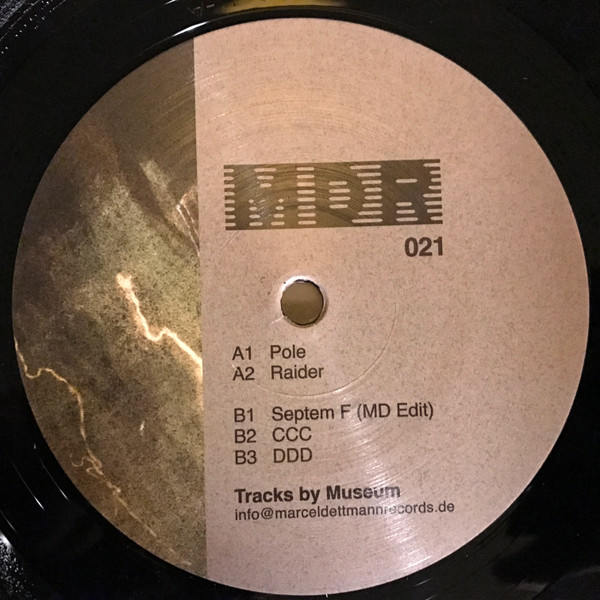 MDR
021
A1 Pole
A2 Raider
B1 Septem F (MD Edit)
B2 CCC
B3 DDD
Tracks by Museum
info@marceldettmannrecords.de